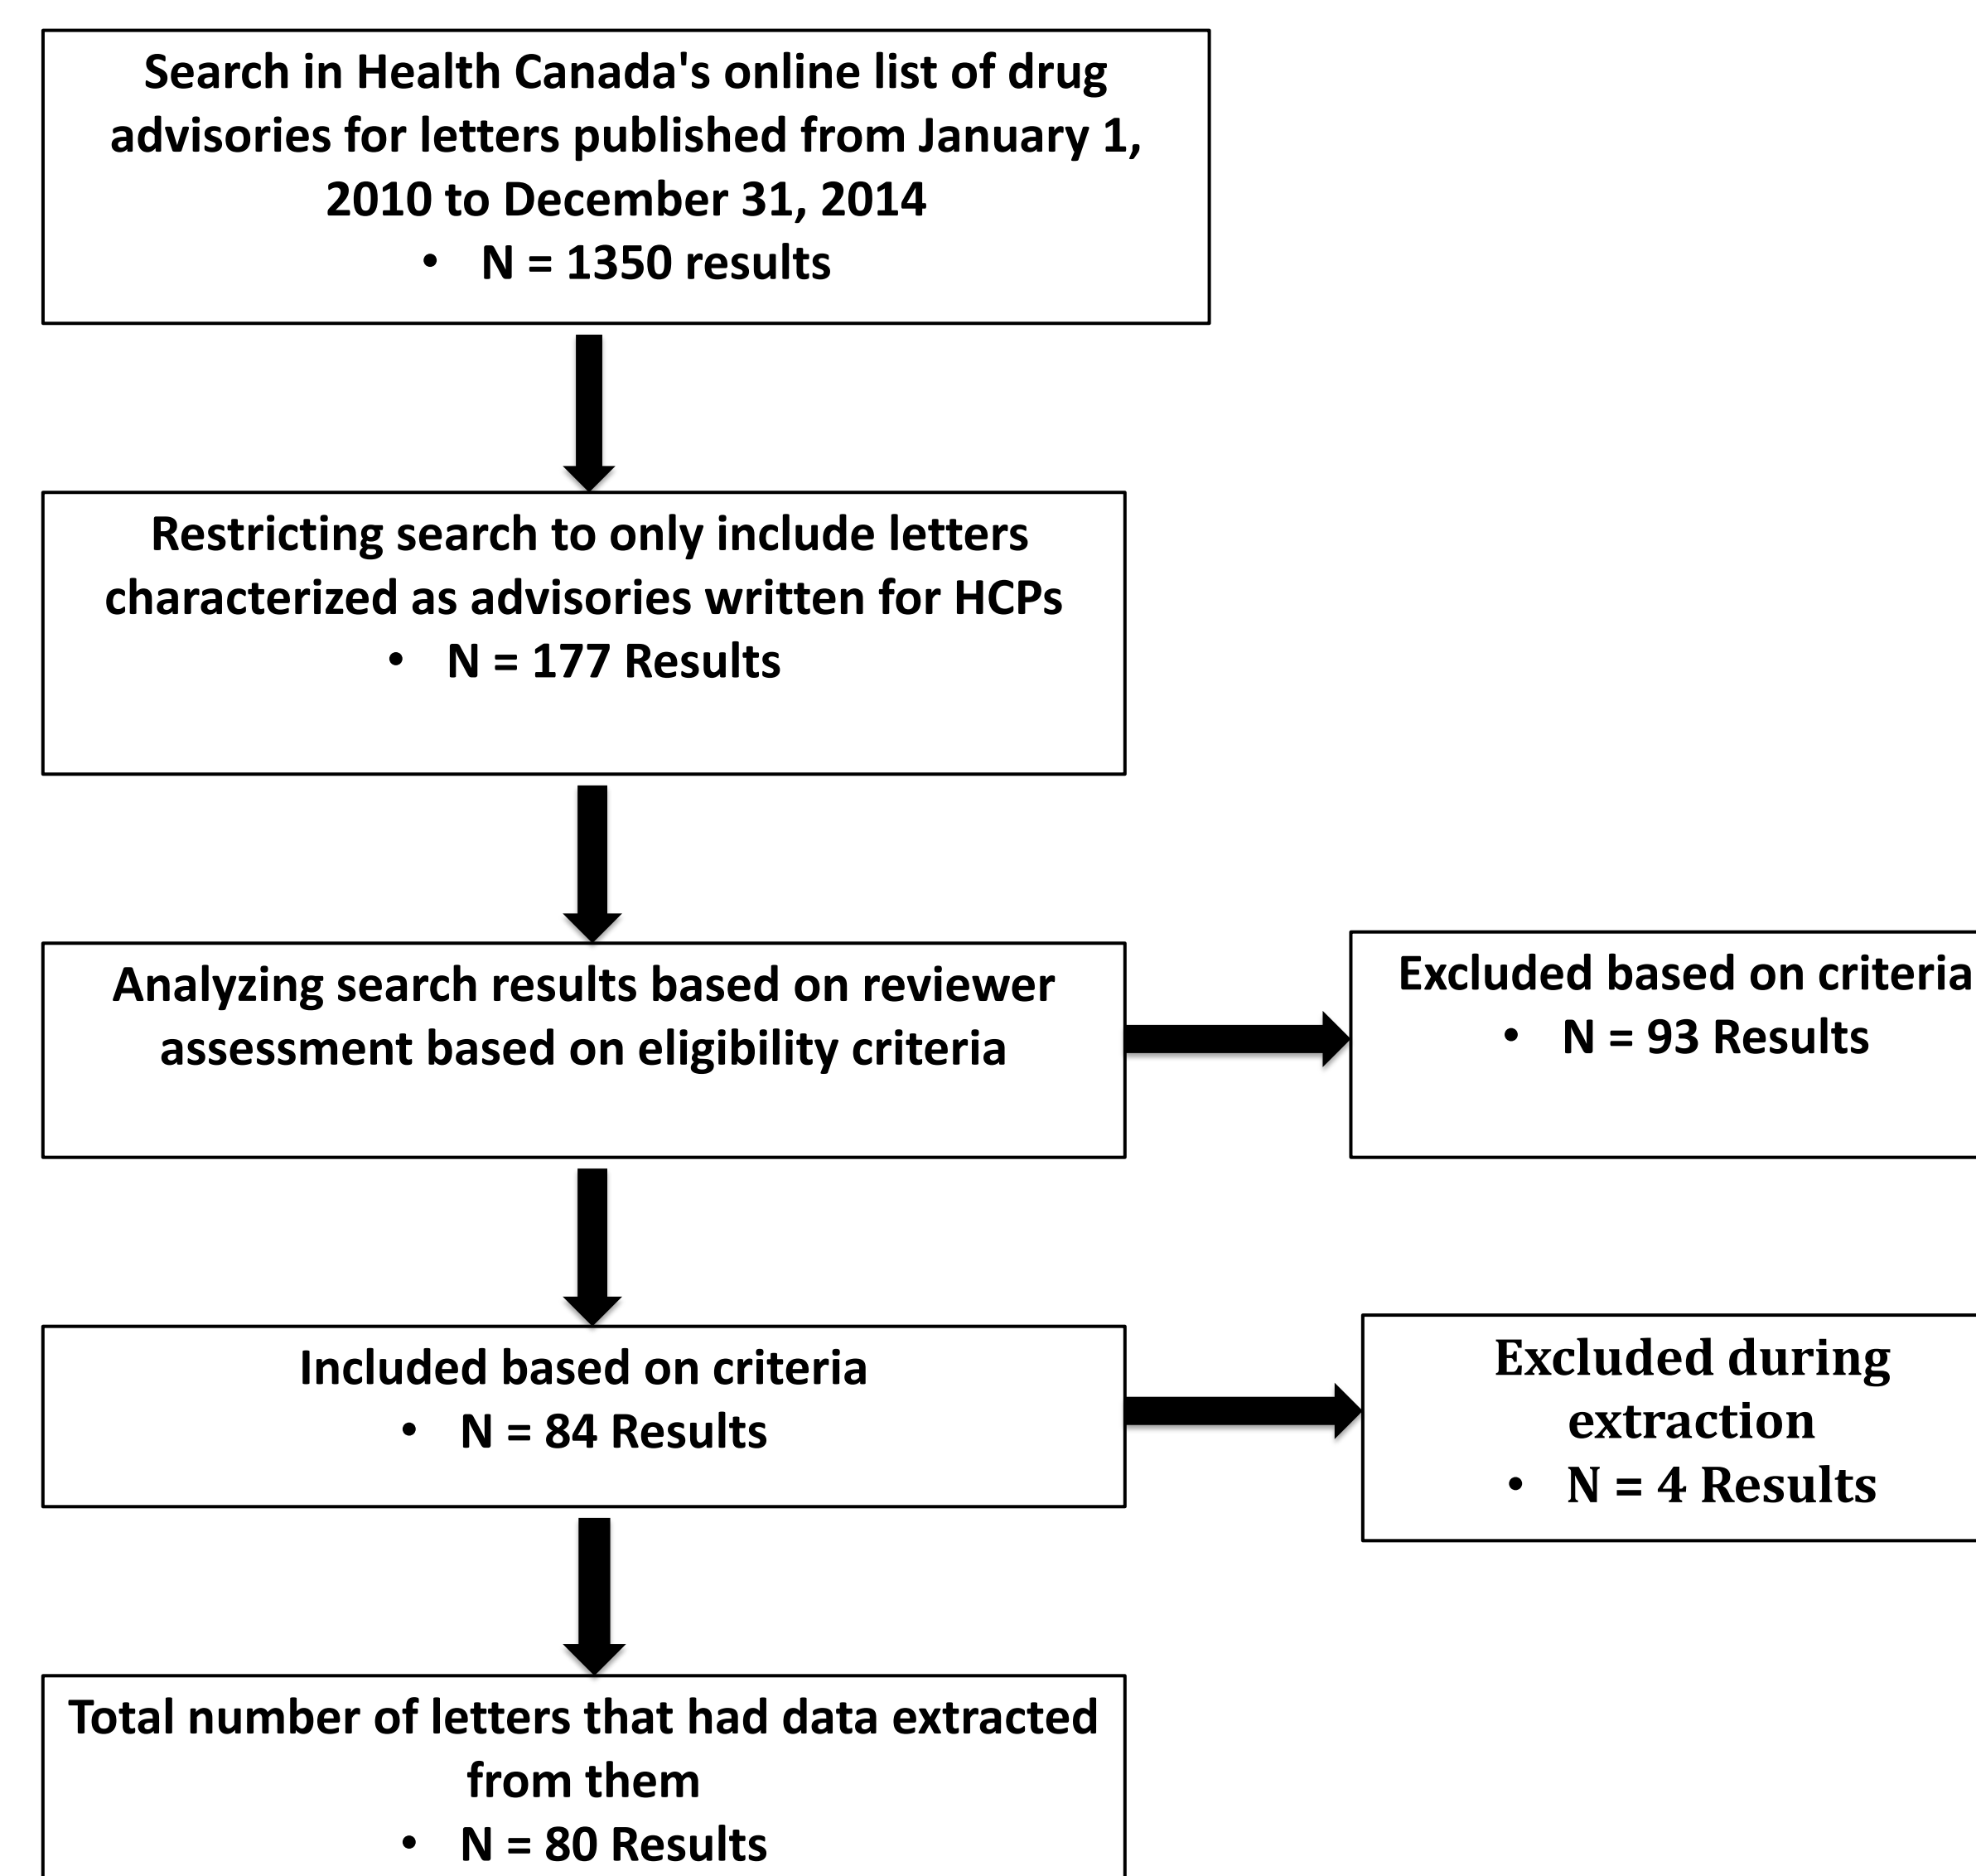 Search in Health Canada's online list of drug
advisories for letters published from January 1,
2010 to December 31, 2014
• N = 1350 results
Restricting search to only include letters
characterized as advisories written for HCPs
• N = 177 Results
Analyzing search results based on reviewer
assessment based on eligibility criteria
Excluded based on criteria
• N = 93 Results
Included based on criteria
• N = 84 Results
Excluded during
extraction
• N = 4 Results
Total number of letters that had data extracted
from them
• N = 80 Results